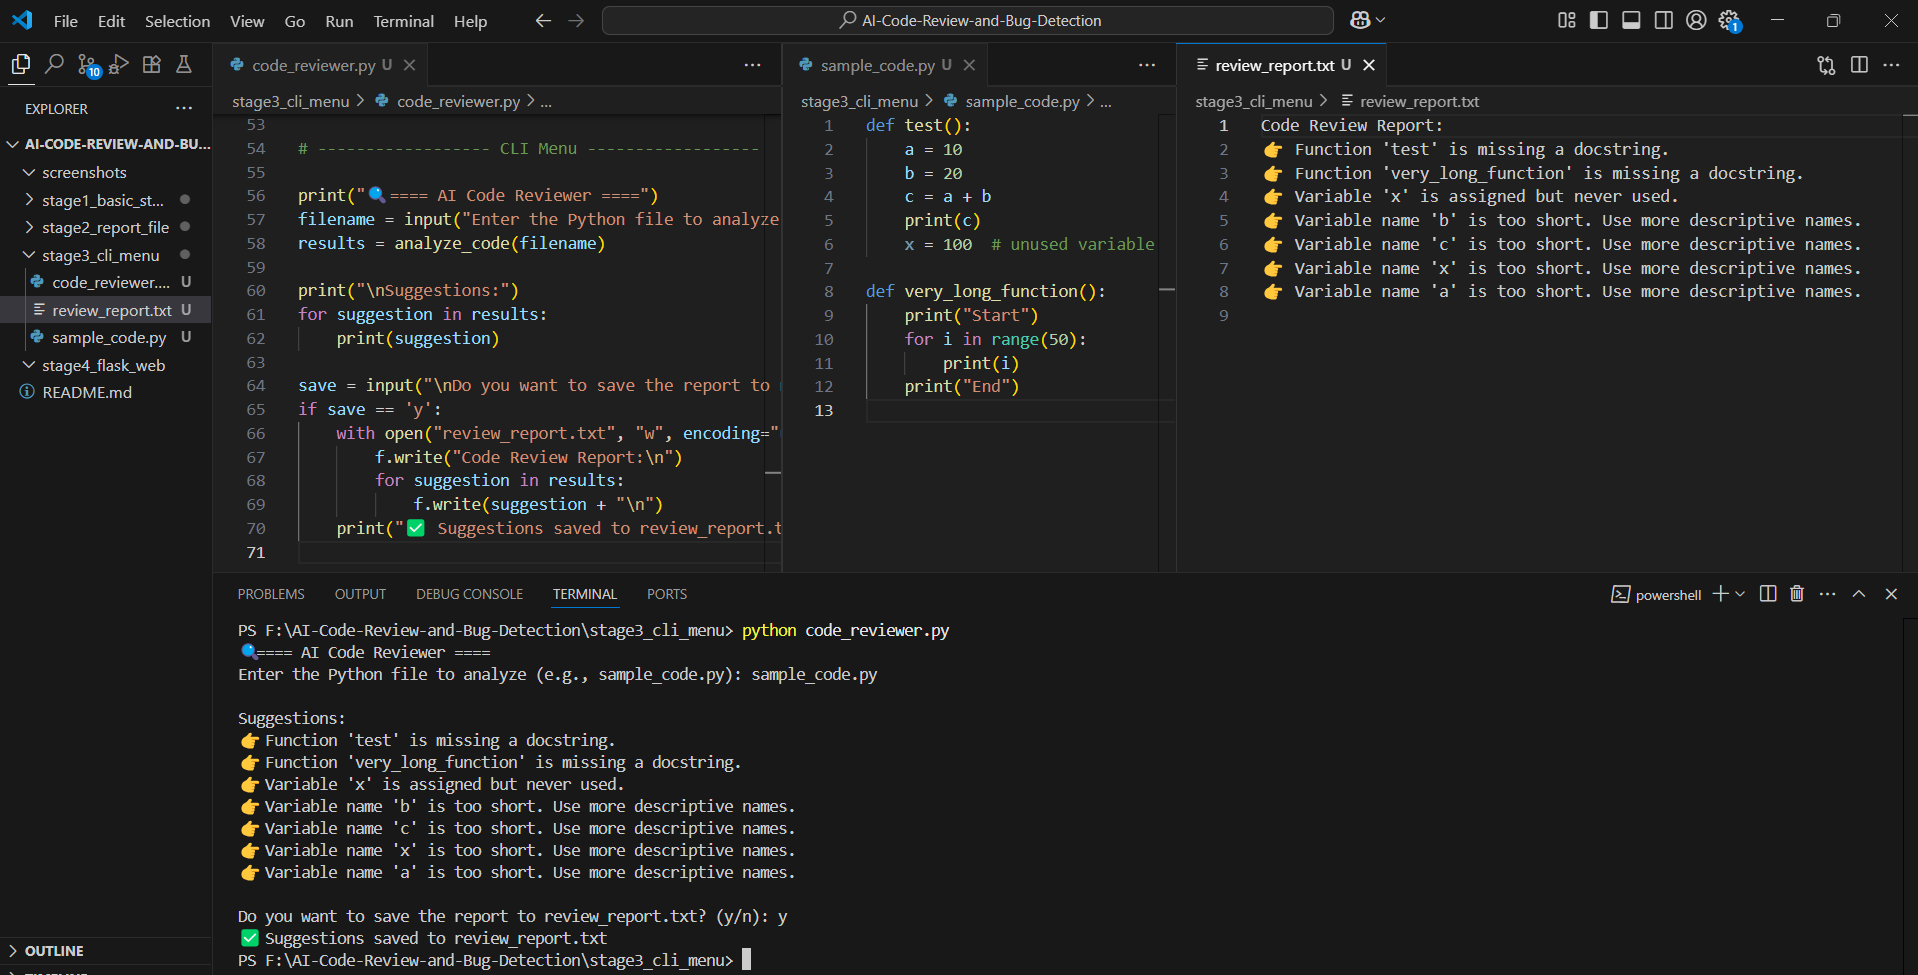 File Edit Selection View Go Run Terminal Help
AI-Code-Review-and-Bug-Detection
1
10
EXPLORER
AI-CODE-REVIEW-AND-BU...
screenshots
stage1_basic_st...
stage2_report_file
stage3_cli_menu
code_reviewer.... U
review_report.txt U
sample_code.py U
stage4_flask_web
README.md
OUTLINE
code_reviewer.py U
stage3_cli_menu > code_reviewer.py > ...
53
54 # ------------------ CLI Menu ------------------
55
56 print("🔍==== AI Code Reviewer ====")
57 filename = input("Enter the Python file to analyze
58 results = analyze_code(filename)
59
60 print("\nSuggestions:")
61 for suggestion in results:
62     print(suggestion)
63
64 save = input("\nDo you want to save the report to
65 if save == 'y':
66     with open("review_report.txt", "w", encoding="
67         f.write("Code Review Report:\n")
68         for suggestion in results:
69             f.write(suggestion + "\n")
70     print("✅ Suggestions saved to review_report.t
71
sample_code.py U
stage3_cli_menu > sample_code.py > ...
1 def test():
2     a = 10
3     b = 20
4     c = a + b
5     print(c)
6     x = 100  # unused variable
7
8 def very_long_function():
9     print("Start")
10     for i in range(50):
11         print(i)
12     print("End")
13
review_report.txt U
stage3_cli_menu > review_report.txt
1 Code Review Report:
2 👉 Function 'test' is missing a docstring.
3 👉 Function 'very_long_function' is missing a docstring.
4 👉 Variable 'x' is assigned but never used.
5 👉 Variable name 'b' is too short. Use more descriptive names.
6 👉 Variable name 'c' is too short. Use more descriptive names.
7 👉 Variable name 'x' is too short. Use more descriptive names.
8 👉 Variable name 'a' is too short. Use more descriptive names.
9
PROBLEMS OUTPUT DEBUG CONSOLE TERMINAL PORTS
powershell
PS F:\AI-Code-Review-and-Bug-Detection\stage3_cli_menu> python code_reviewer.py
🔍==== AI Code Reviewer ====
Enter the Python file to analyze (e.g., sample_code.py): sample_code.py
Suggestions:
👉 Function 'test' is missing a docstring.
👉 Function 'very_long_function' is missing a docstring.
👉 Variable 'x' is assigned but never used.
👉 Variable name 'b' is too short. Use more descriptive names.
👉 Variable name 'c' is too short. Use more descriptive names.
👉 Variable name 'x' is too short. Use more descriptive names.
👉 Variable name 'a' is too short. Use more descriptive names.
Do you want to save the report to review_report.txt? (y/n): y
✅ Suggestions saved to review_report.txt
PS F:\AI-Code-Review-and-Bug-Detection\stage3_cli_menu>